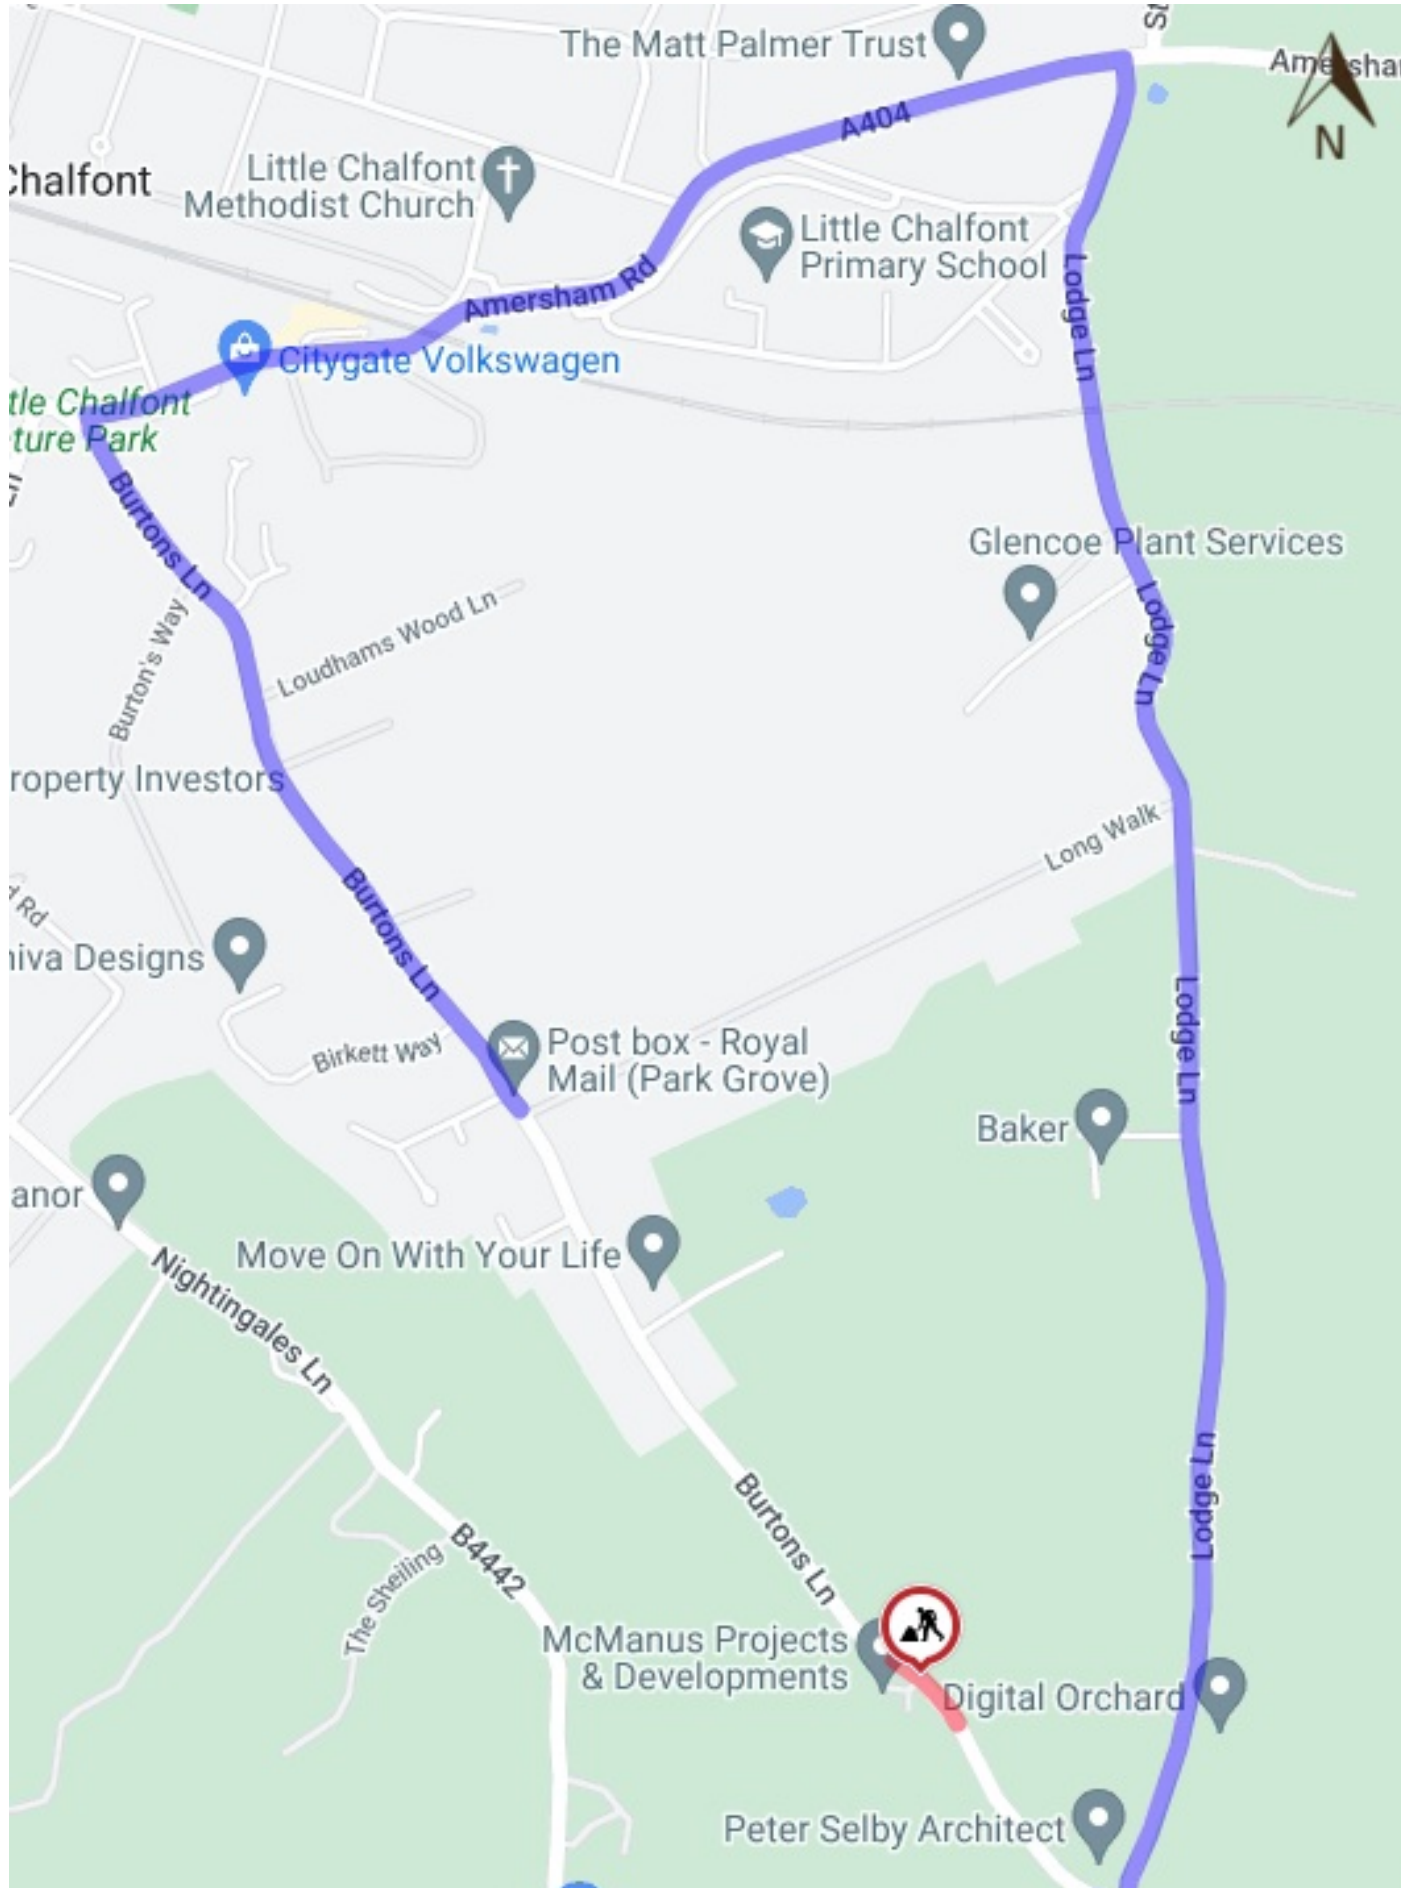 The Matt Palmer Trust
St
Amersha
N
A404
Little Chalfont
Methodist Church
Chalfont
Little Chalfont
Primary School
Amersham Rd
Lodge Ln
Citygate Volkswagen
tle Chalfont
ture Park
Ln
Burtons Ln
Glencoe Plant Services
Lodge Ln
Burton's Way
Loudhams Wood Ln
roperty Investors
Long Walk
d Rd
Burtons Ln
niva Designs
Lodge Ln
Birkett Way
Post box - Royal
Mail (Park Grove)
Baker
anor
Move On With Your Life
Nightingales Ln
Lodge Ln
Burtons Ln
B4442
The Sheiling
McManus Projects
& Developments
Digital Orchard
Peter Selby Architect